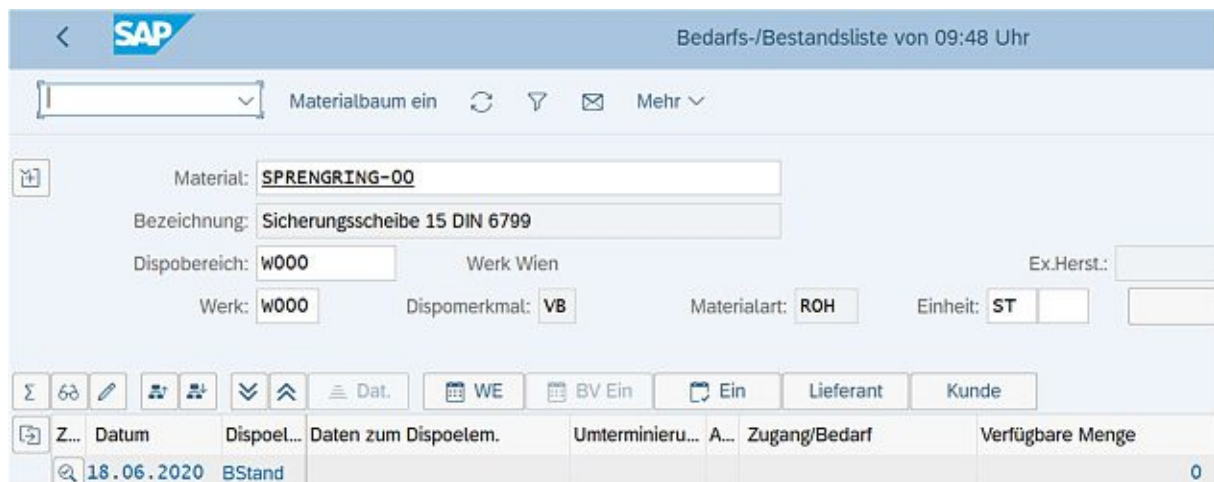 SAP Bedarfs-/Bestandsliste von 09:48 Uhr
Materialbaum ein Mehr
Material: SPRENGRING-00
Bezeichnung: Sicherungsscheibe 15 DIN 6799
Dispobereich: W000 Werk Wien Ex.Herst.:
Werk: W000 Dispomerkmal: VB Materialart: ROH Einheit: ST
Σ Dat. WE BV Ein Ein Lieferant Kunde
Z... Datum Dispoel... Daten zum Dispoelem. Umterminieru... A... Zugang/Bedarf Verfügbare Menge
18.06.2020 BStand 0